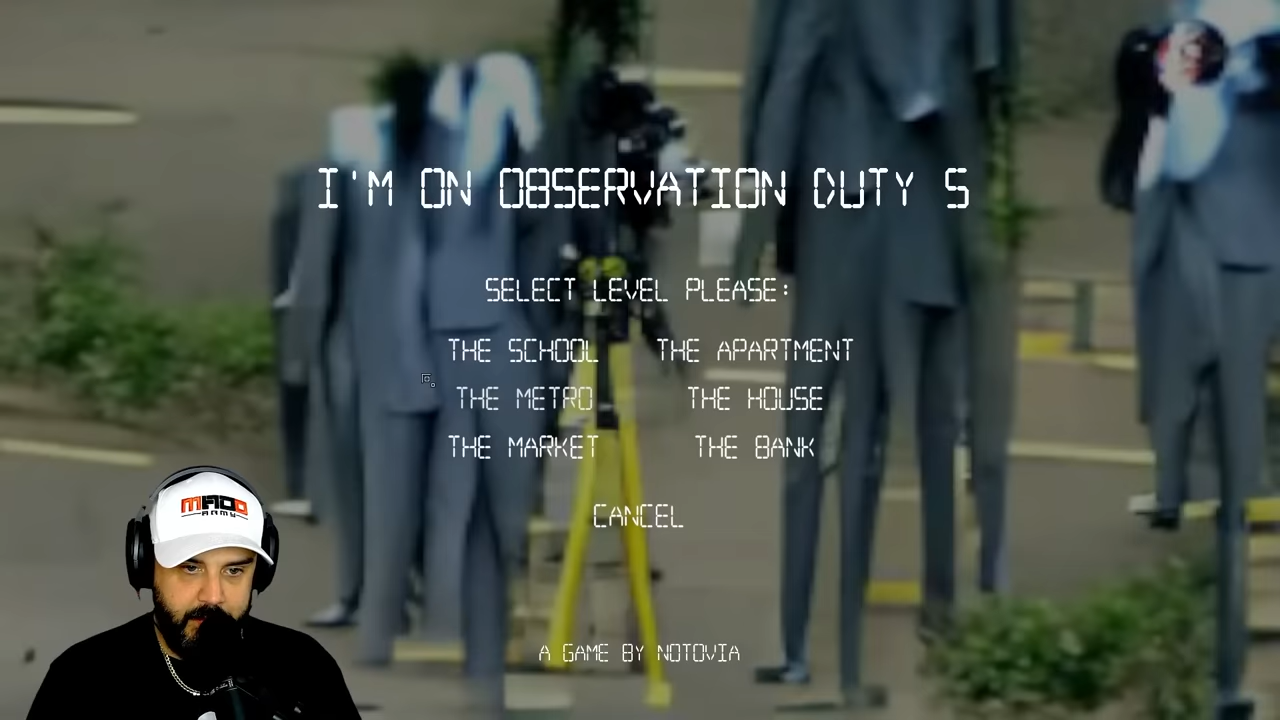 I'M ON OBSERVATION DUTY 5
SELECT LEVEL PLEASE:
THE SCHOOL THE APARTMENT
THE METRO THE HOUSE
THE MARKET THE BANK
CANCEL
A GAME BY NOTOVIA
ARMY